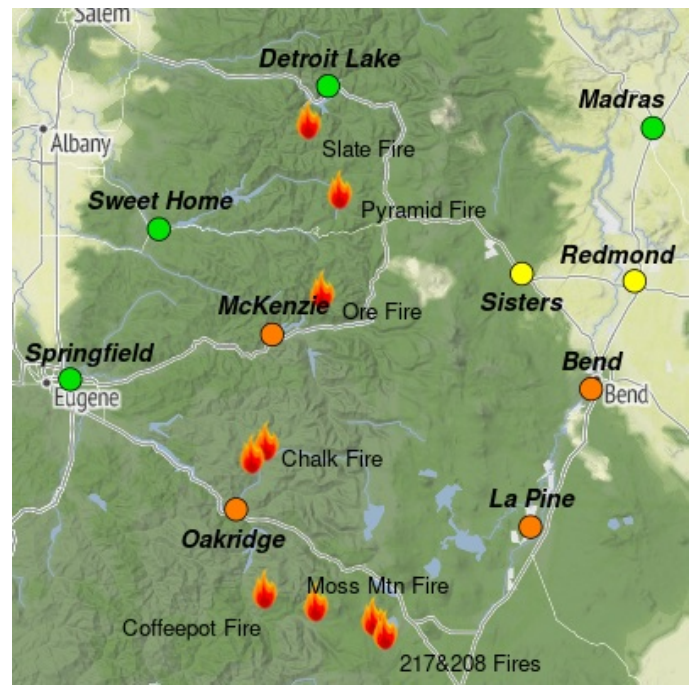 Salem
Detroit Lake
Madras
Albany
Slate Fire
Sweet Home
Pyramid Fire
Redmond
McKenzie
Ore Fire
Sisters
Springfield
Bend
Eugene
Bend
Chalk Fire
La Pine
Oakridge
Moss Mtn Fire
Coffeepot Fire
217&208 Fires